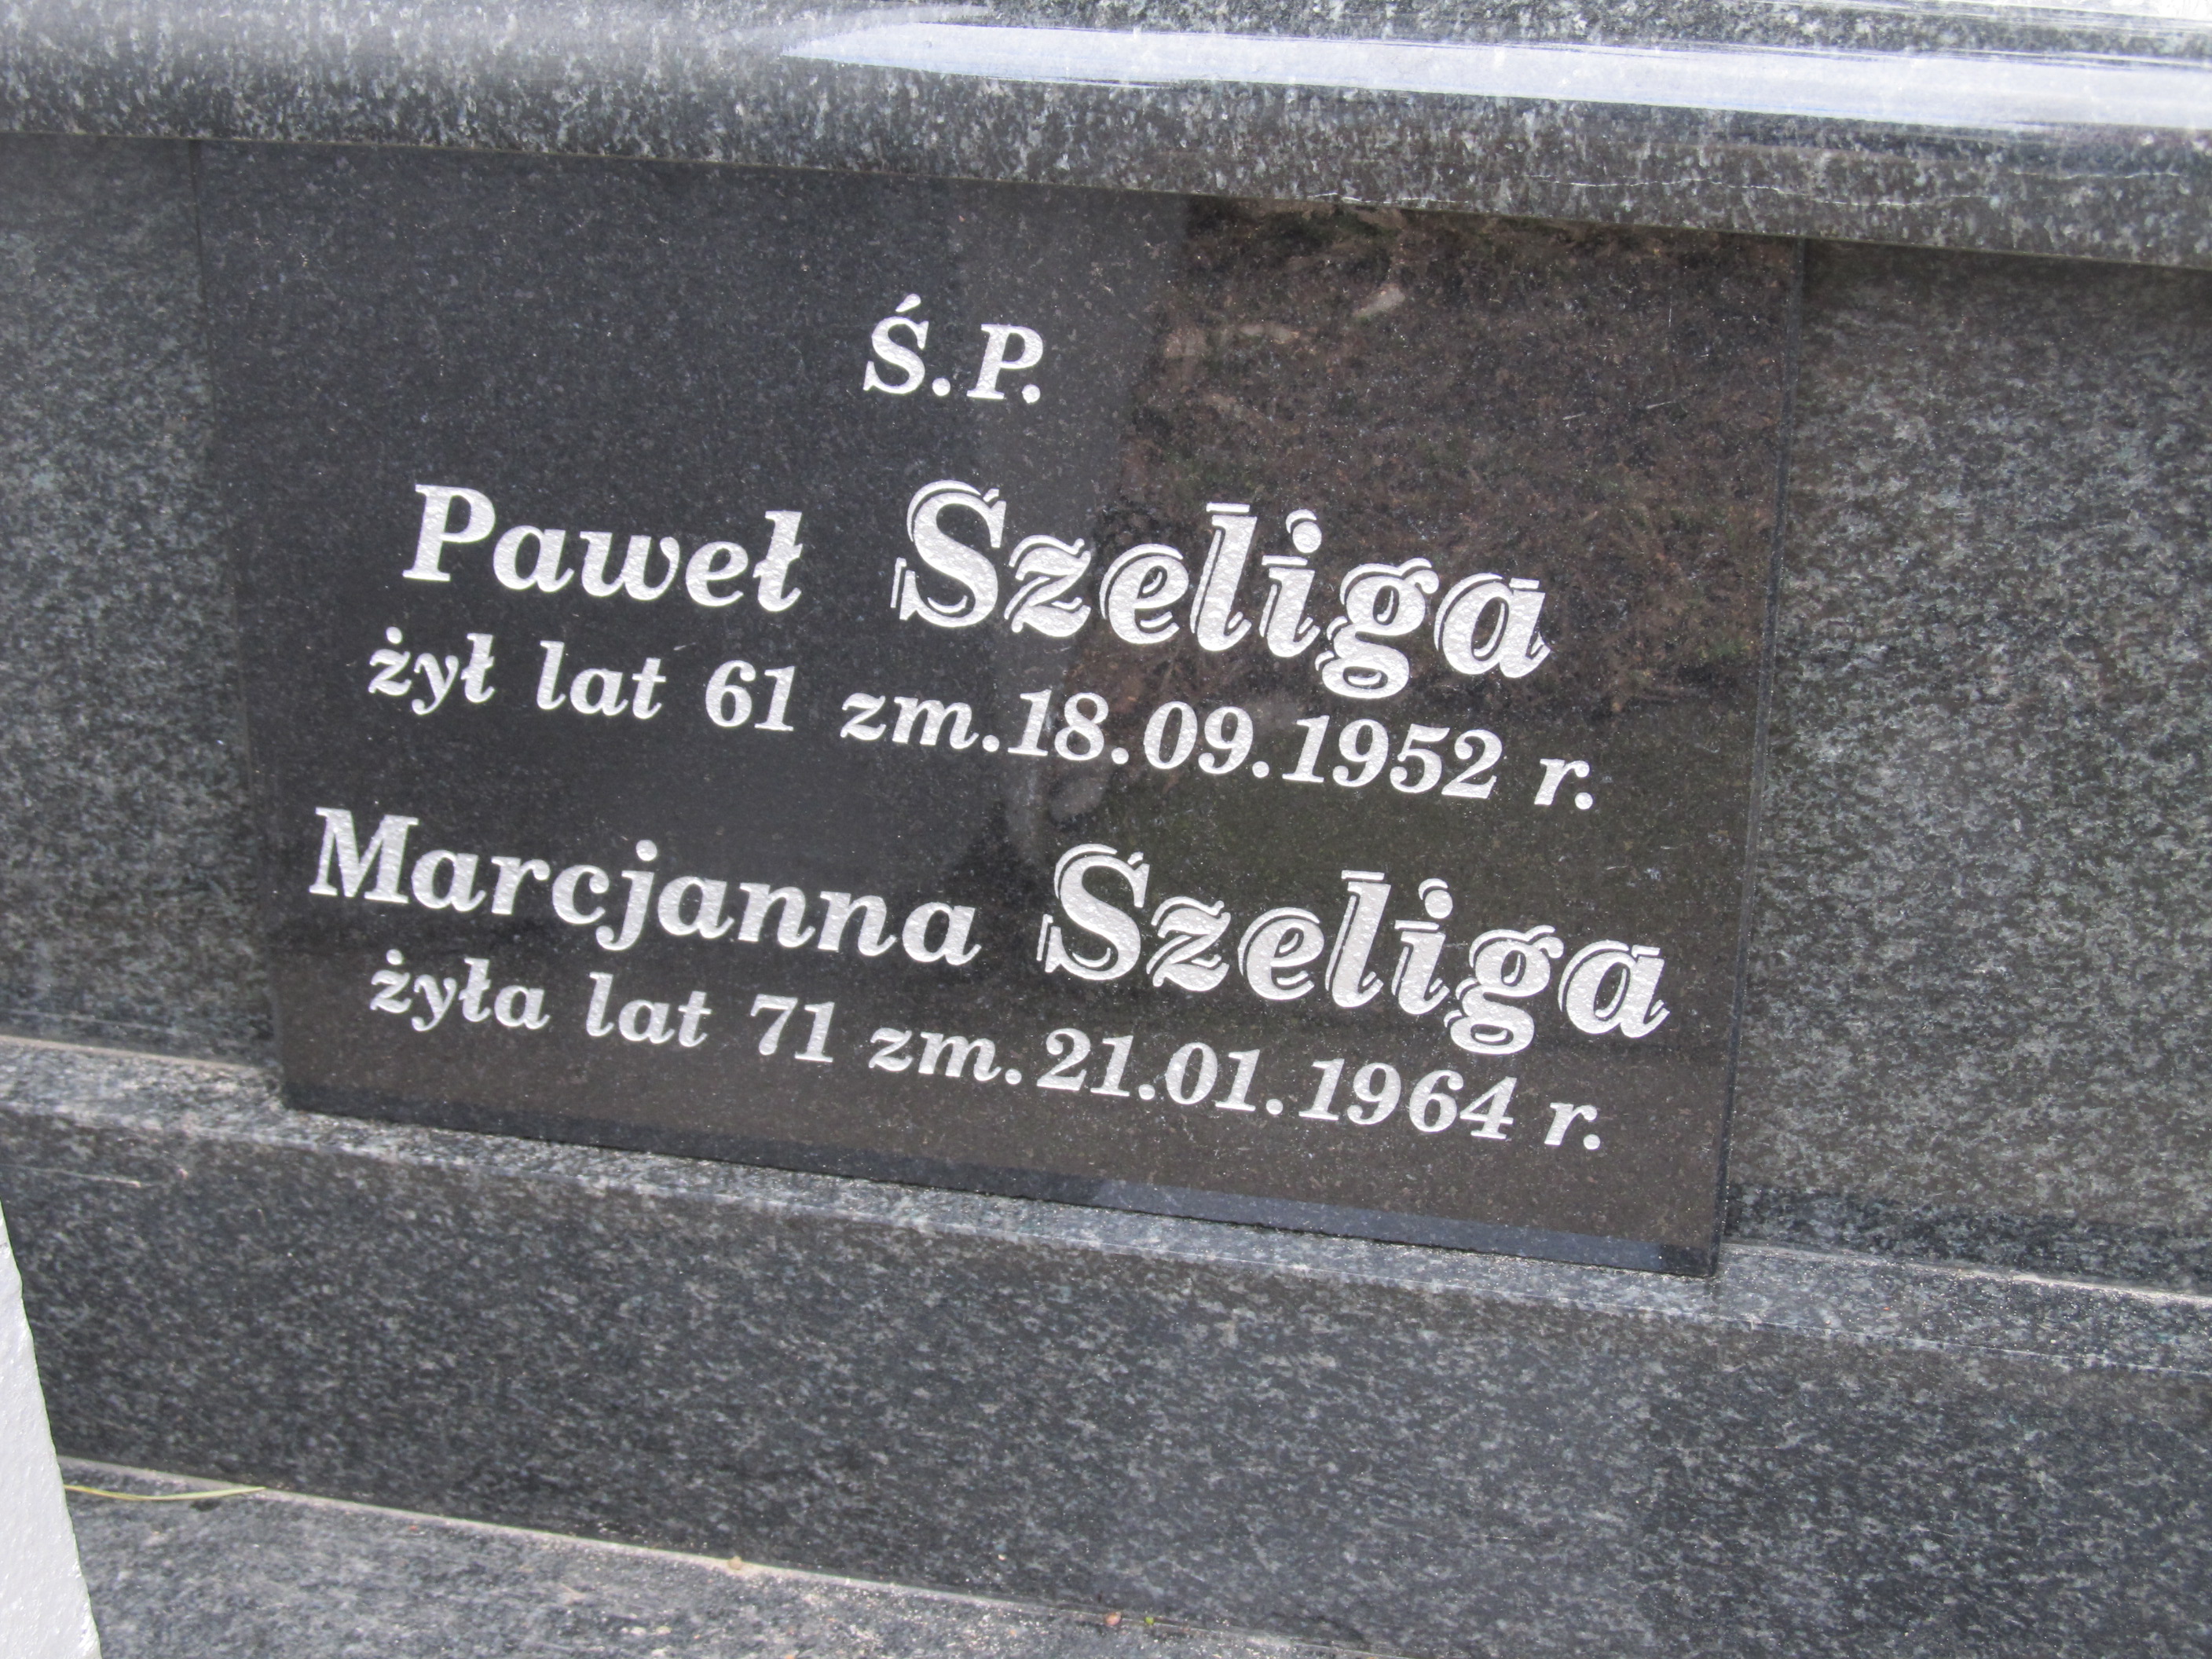 Ś.P.
Paweł Szeliga
żył lat 61 zm.18.09.1952 r.
Marcjanna Szeliga
żyła lat 71 zm.21.01.1964 r.